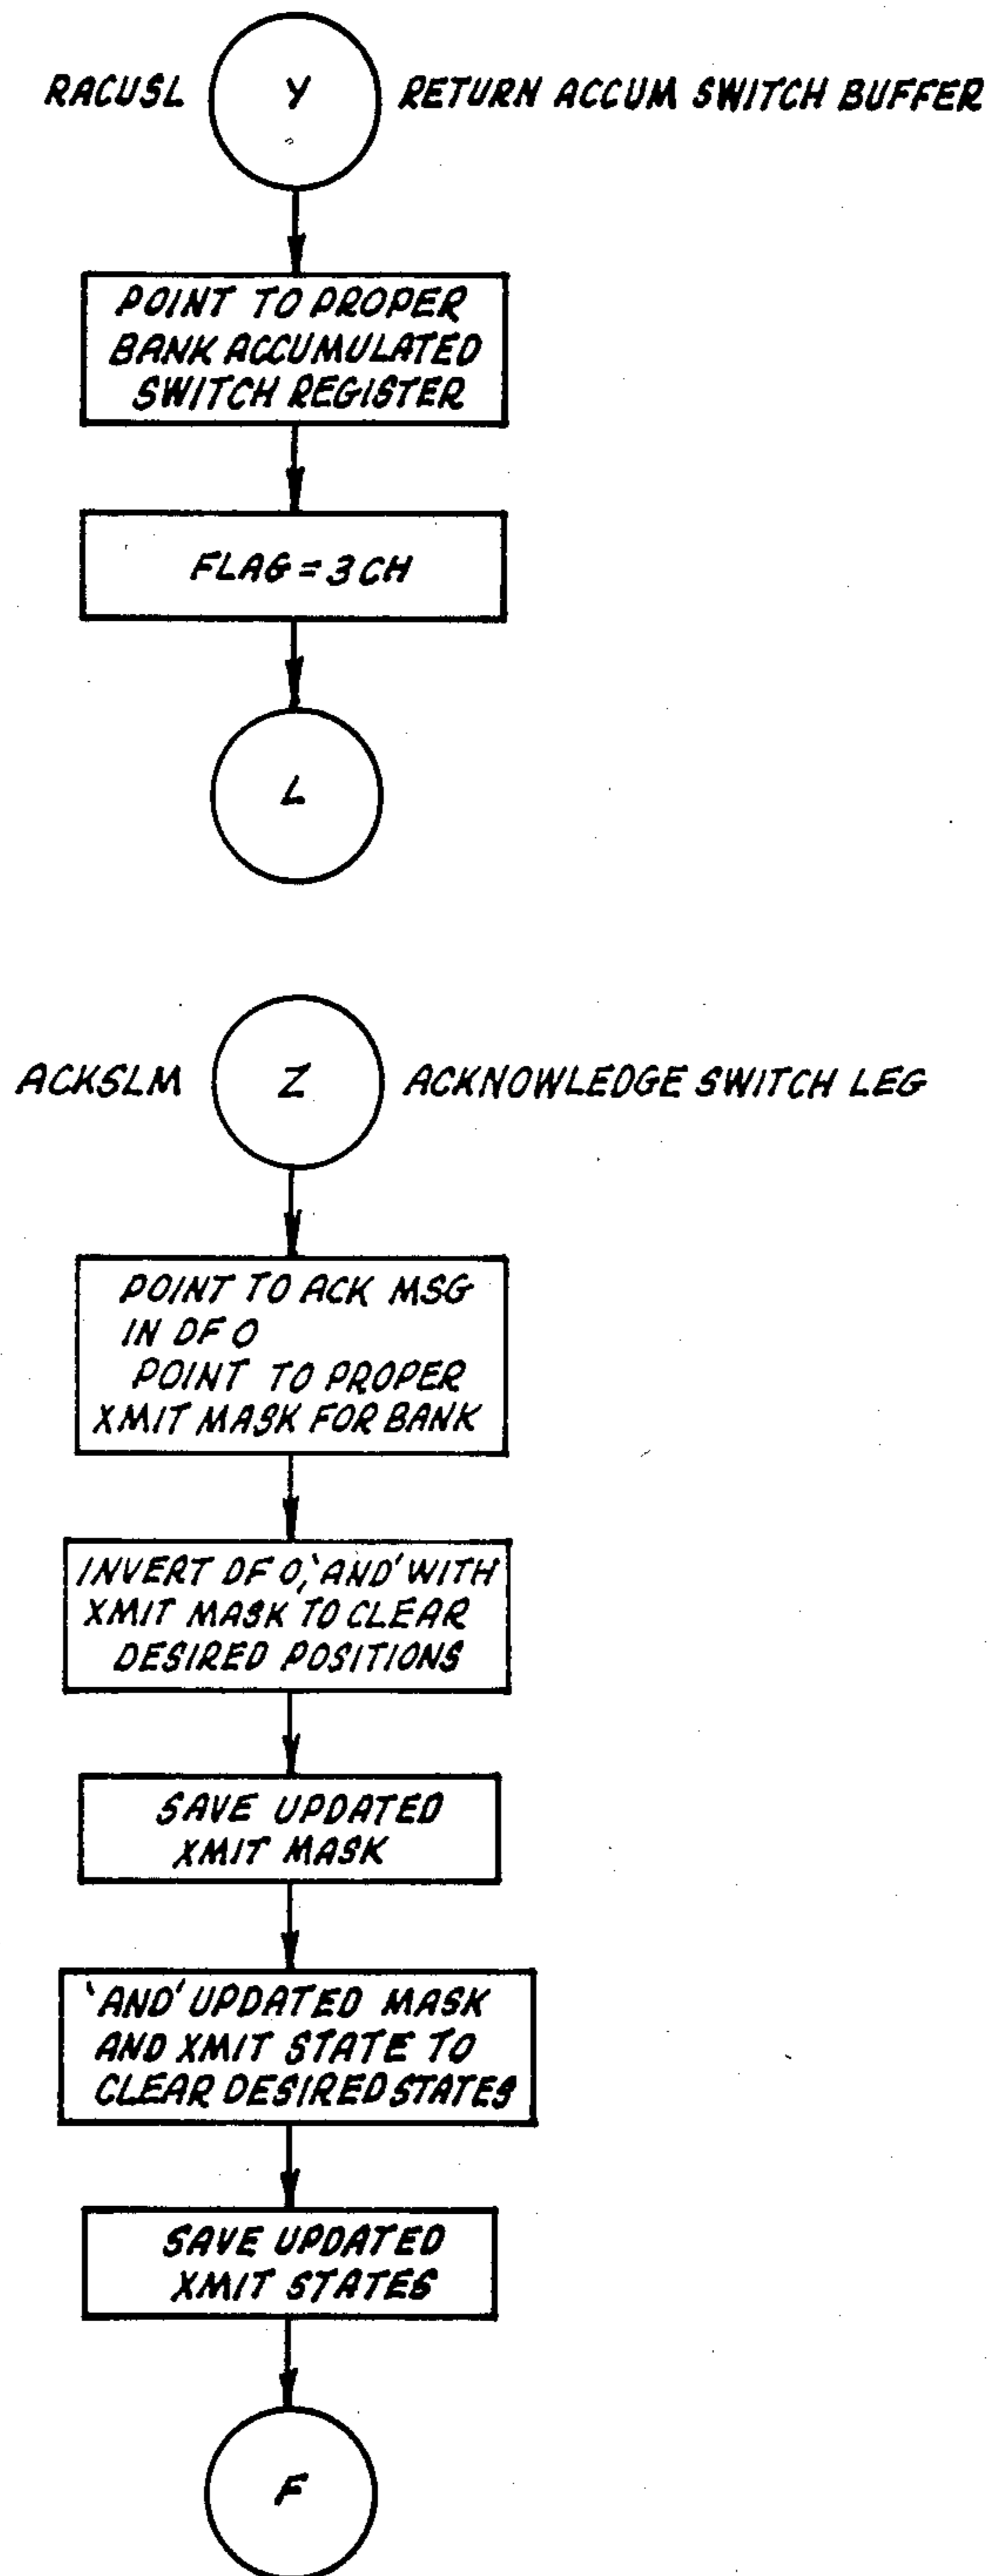 RACUSL Y RETURN ACCUM SWITCH BUFFER
POINT TO PROPER
BANK ACCUMULATED
SWITCH REGISTER
FLAG = 3CH
L
ACKSLM Z ACKNOWLEDGE SWITCH LEG
POINT TO ACK MSG
IN DF 0
POINT TO PROPER
XMIT MASK FOR BANK
INVERT DF 0, 'AND' WITH
XMIT MASK TO CLEAR
DESIRED POSITIONS
SAVE UPDATED
XMIT MASK
'AND' UPDATED MASK
AND XMIT STATE TO
CLEAR DESIRED STATES
SAVE UPDATED
XMIT STATES
F